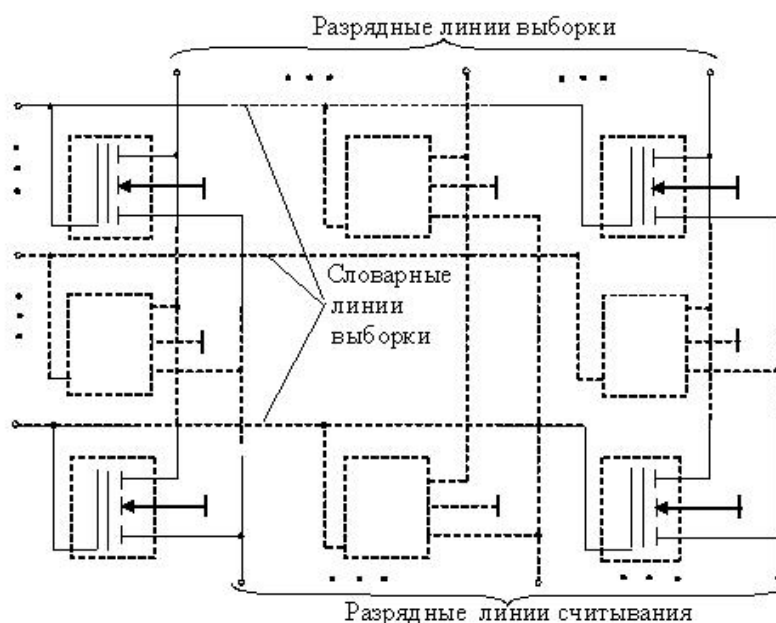 Разрядные линии выборки
Словарные
линии
выборки
Разрядные линии считывания